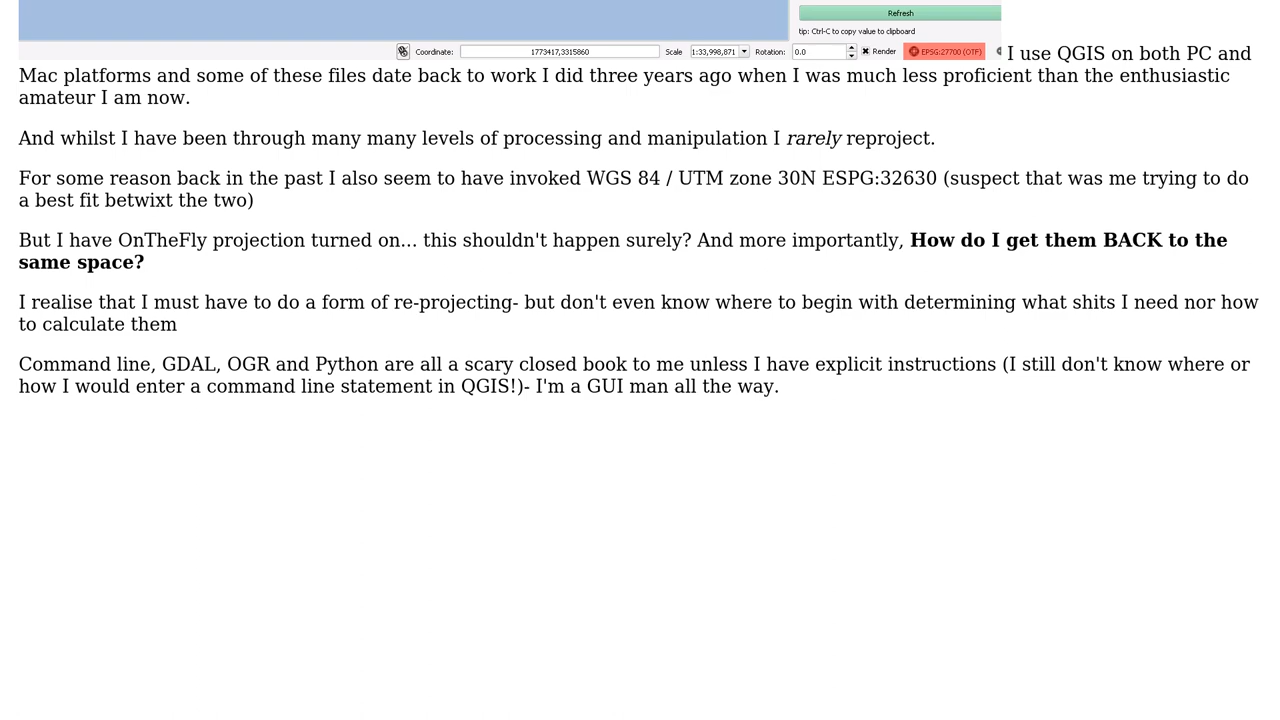 Refresh
tip: Ctrl-C to copy value to clipboard
Coordinate: 1773417,3315860 Scale 1:33,998,871 Rotation: 0.0 Render EPSG:27700 (OTF) I use QGIS on both PC and
Mac platforms and some of these files date back to work I did three years ago when I was much less proficient than the enthusiastic
amateur I am now.
And whilst I have been through many many levels of processing and manipulation I rarely reproject.
For some reason back in the past I also seem to have invoked WGS 84 / UTM zone 30N ESPG:32630 (suspect that was me trying to do
a best fit betwixt the two)
But I have OnTheFly projection turned on... this shouldn't happen surely? And more importantly, How do I get them BACK to the
same space?
I realise that I must have to do a form of re-projecting- but don't even know where to begin with determining what shits I need nor how
to calculate them
Command line, GDAL, OGR and Python are all a scary closed book to me unless I have explicit instructions (I still don't know where or
how I would enter a command line statement in QGIS!)- I'm a GUI man all the way.